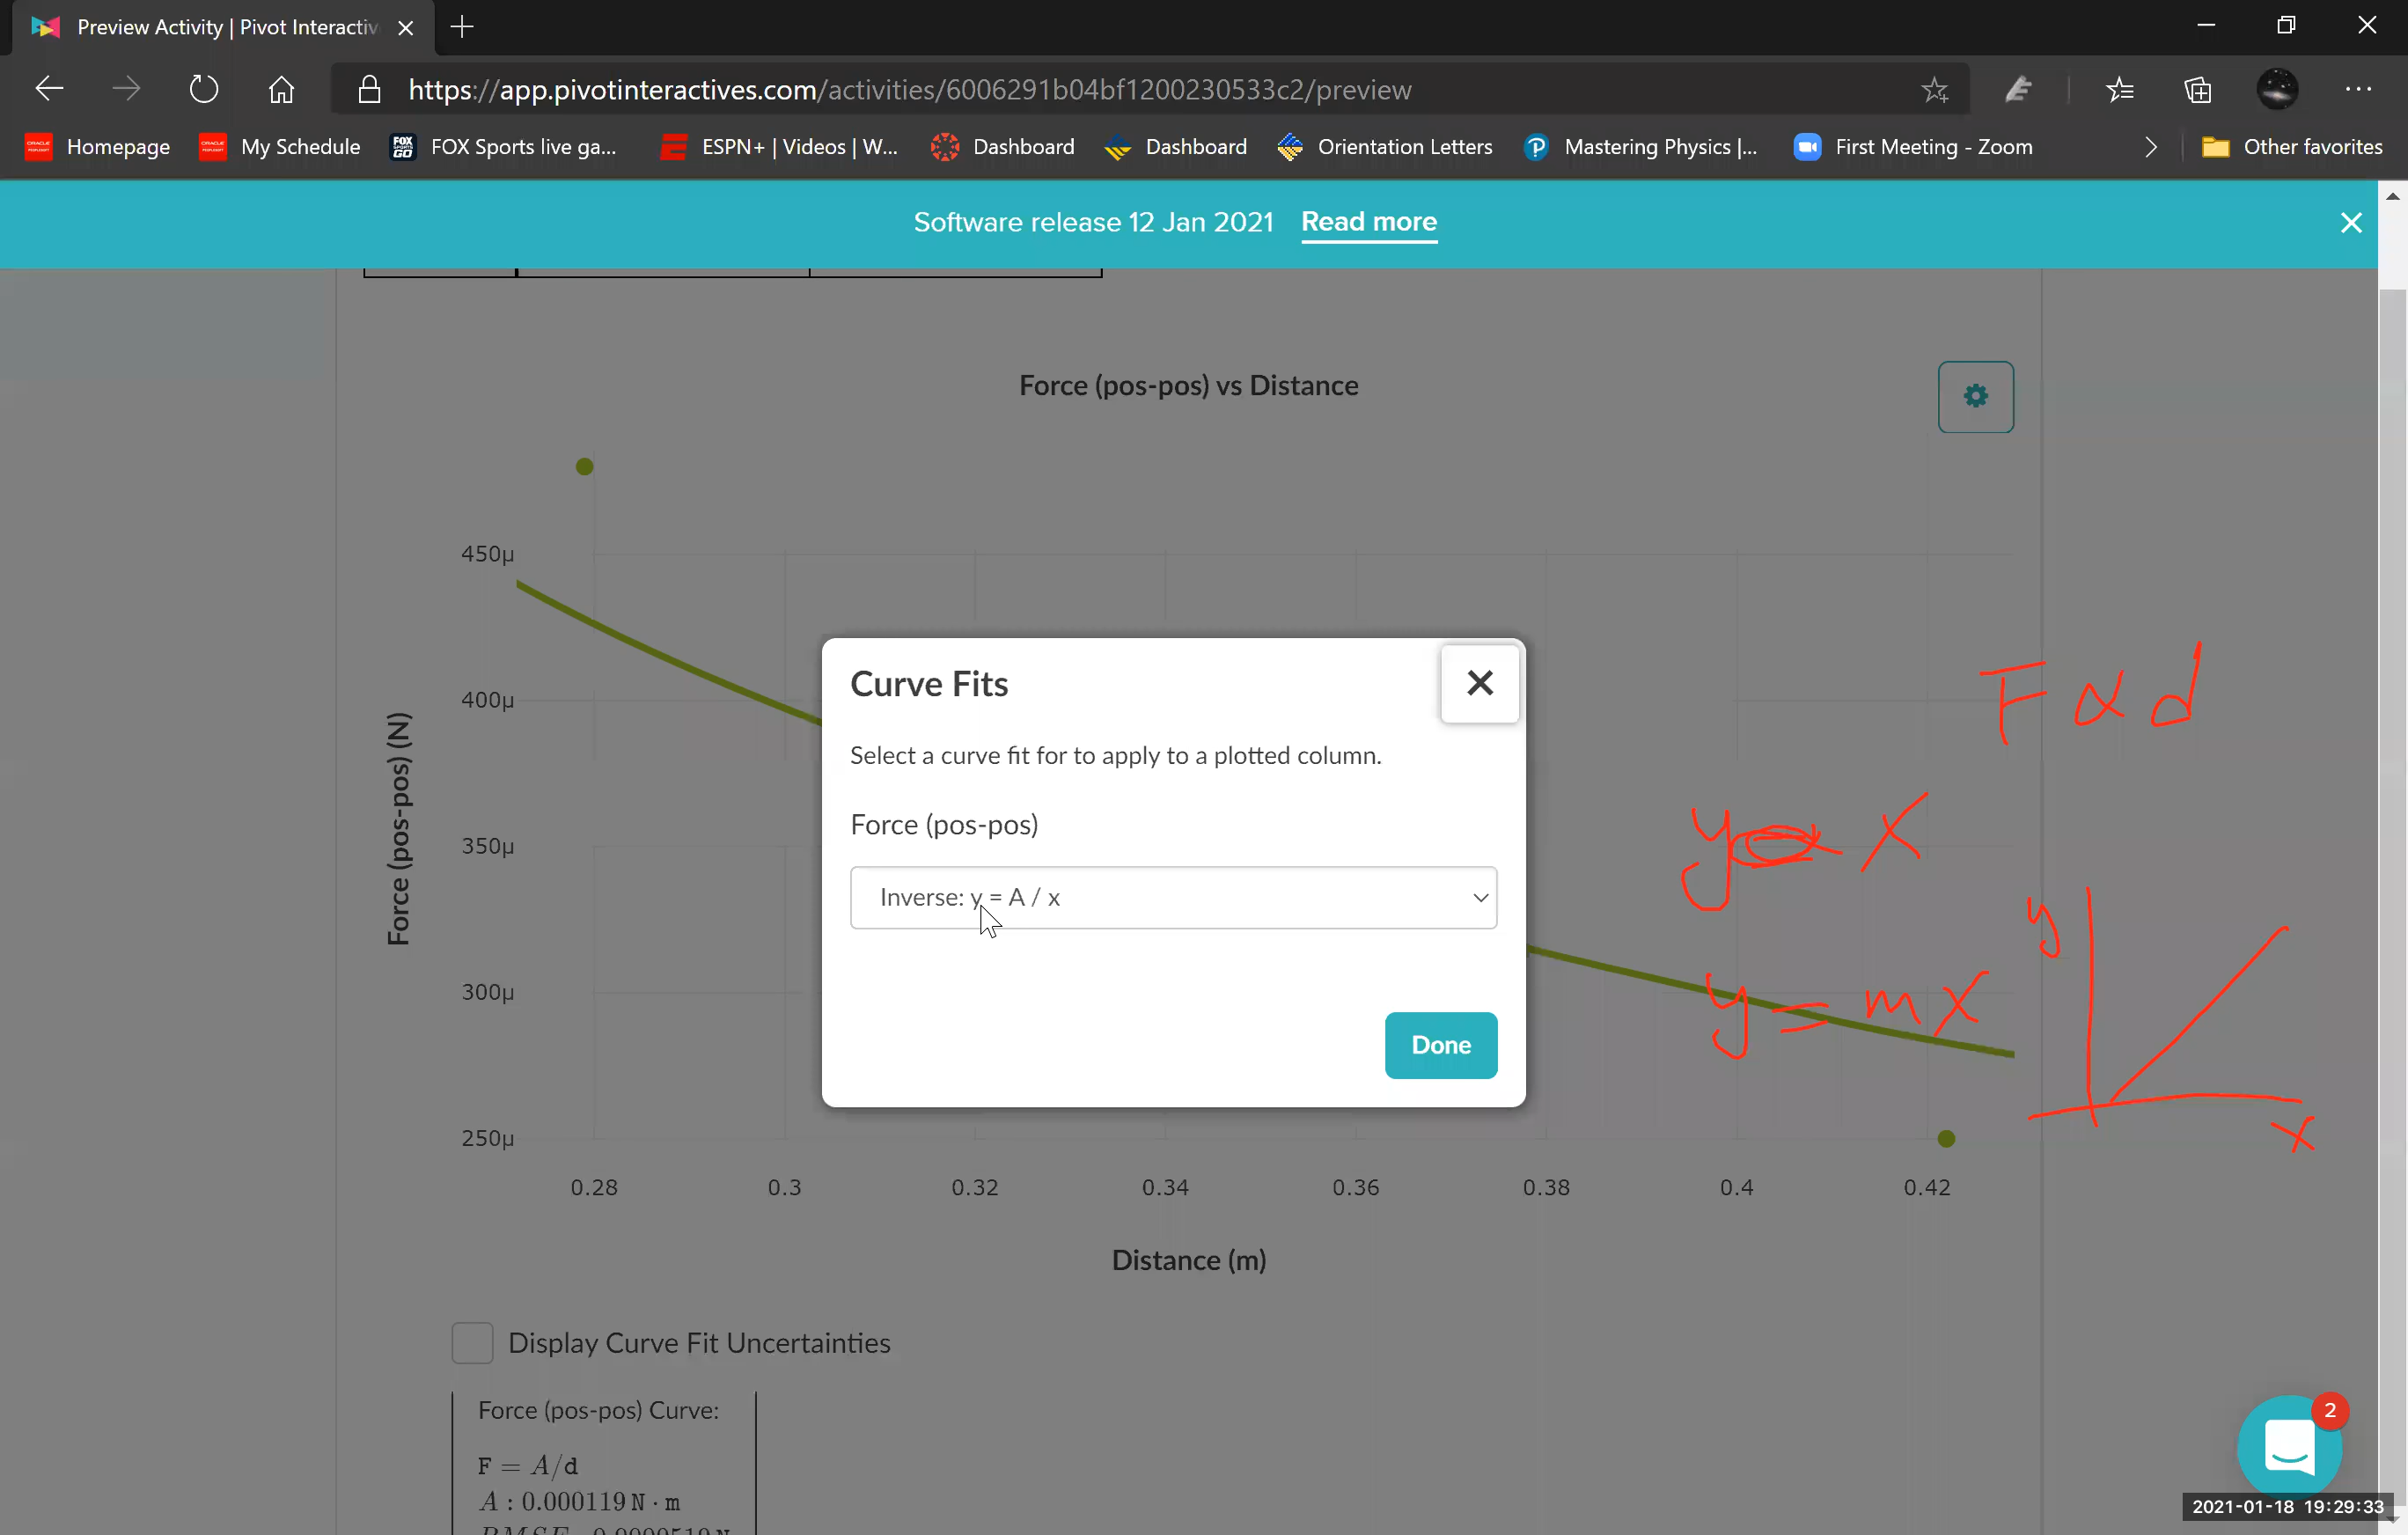 Preview Activity | Pivot Interactiv
https://app.pivotinteractives.com/activities/6006291b04bf1200230533c2/preview
Homepage My Schedule FOX Sports live ga... ESPN+ | Videos | W... Dashboard Dashboard Orientation Letters Mastering Physics |... First Meeting - Zoom Other favorites
Software release 12 Jan 2021 Read more
Force (pos-pos) vs Distance
450µ
400µ
350µ
300µ
250µ
Force (pos-pos) (N)
0.28 0.3 0.32 0.34 0.36 0.38 0.4 0.42
Distance (m)
Curve Fits
Select a curve fit for to apply to a plotted column.
Force (pos-pos)
Inverse: y = A / x
Done
F α d
y = x
y = mx
y
x
Display Curve Fit Uncertainties
Force (pos-pos) Curve:
F = A/d
A : 0.000119 N · m
2
2021-01-18 19:29:33